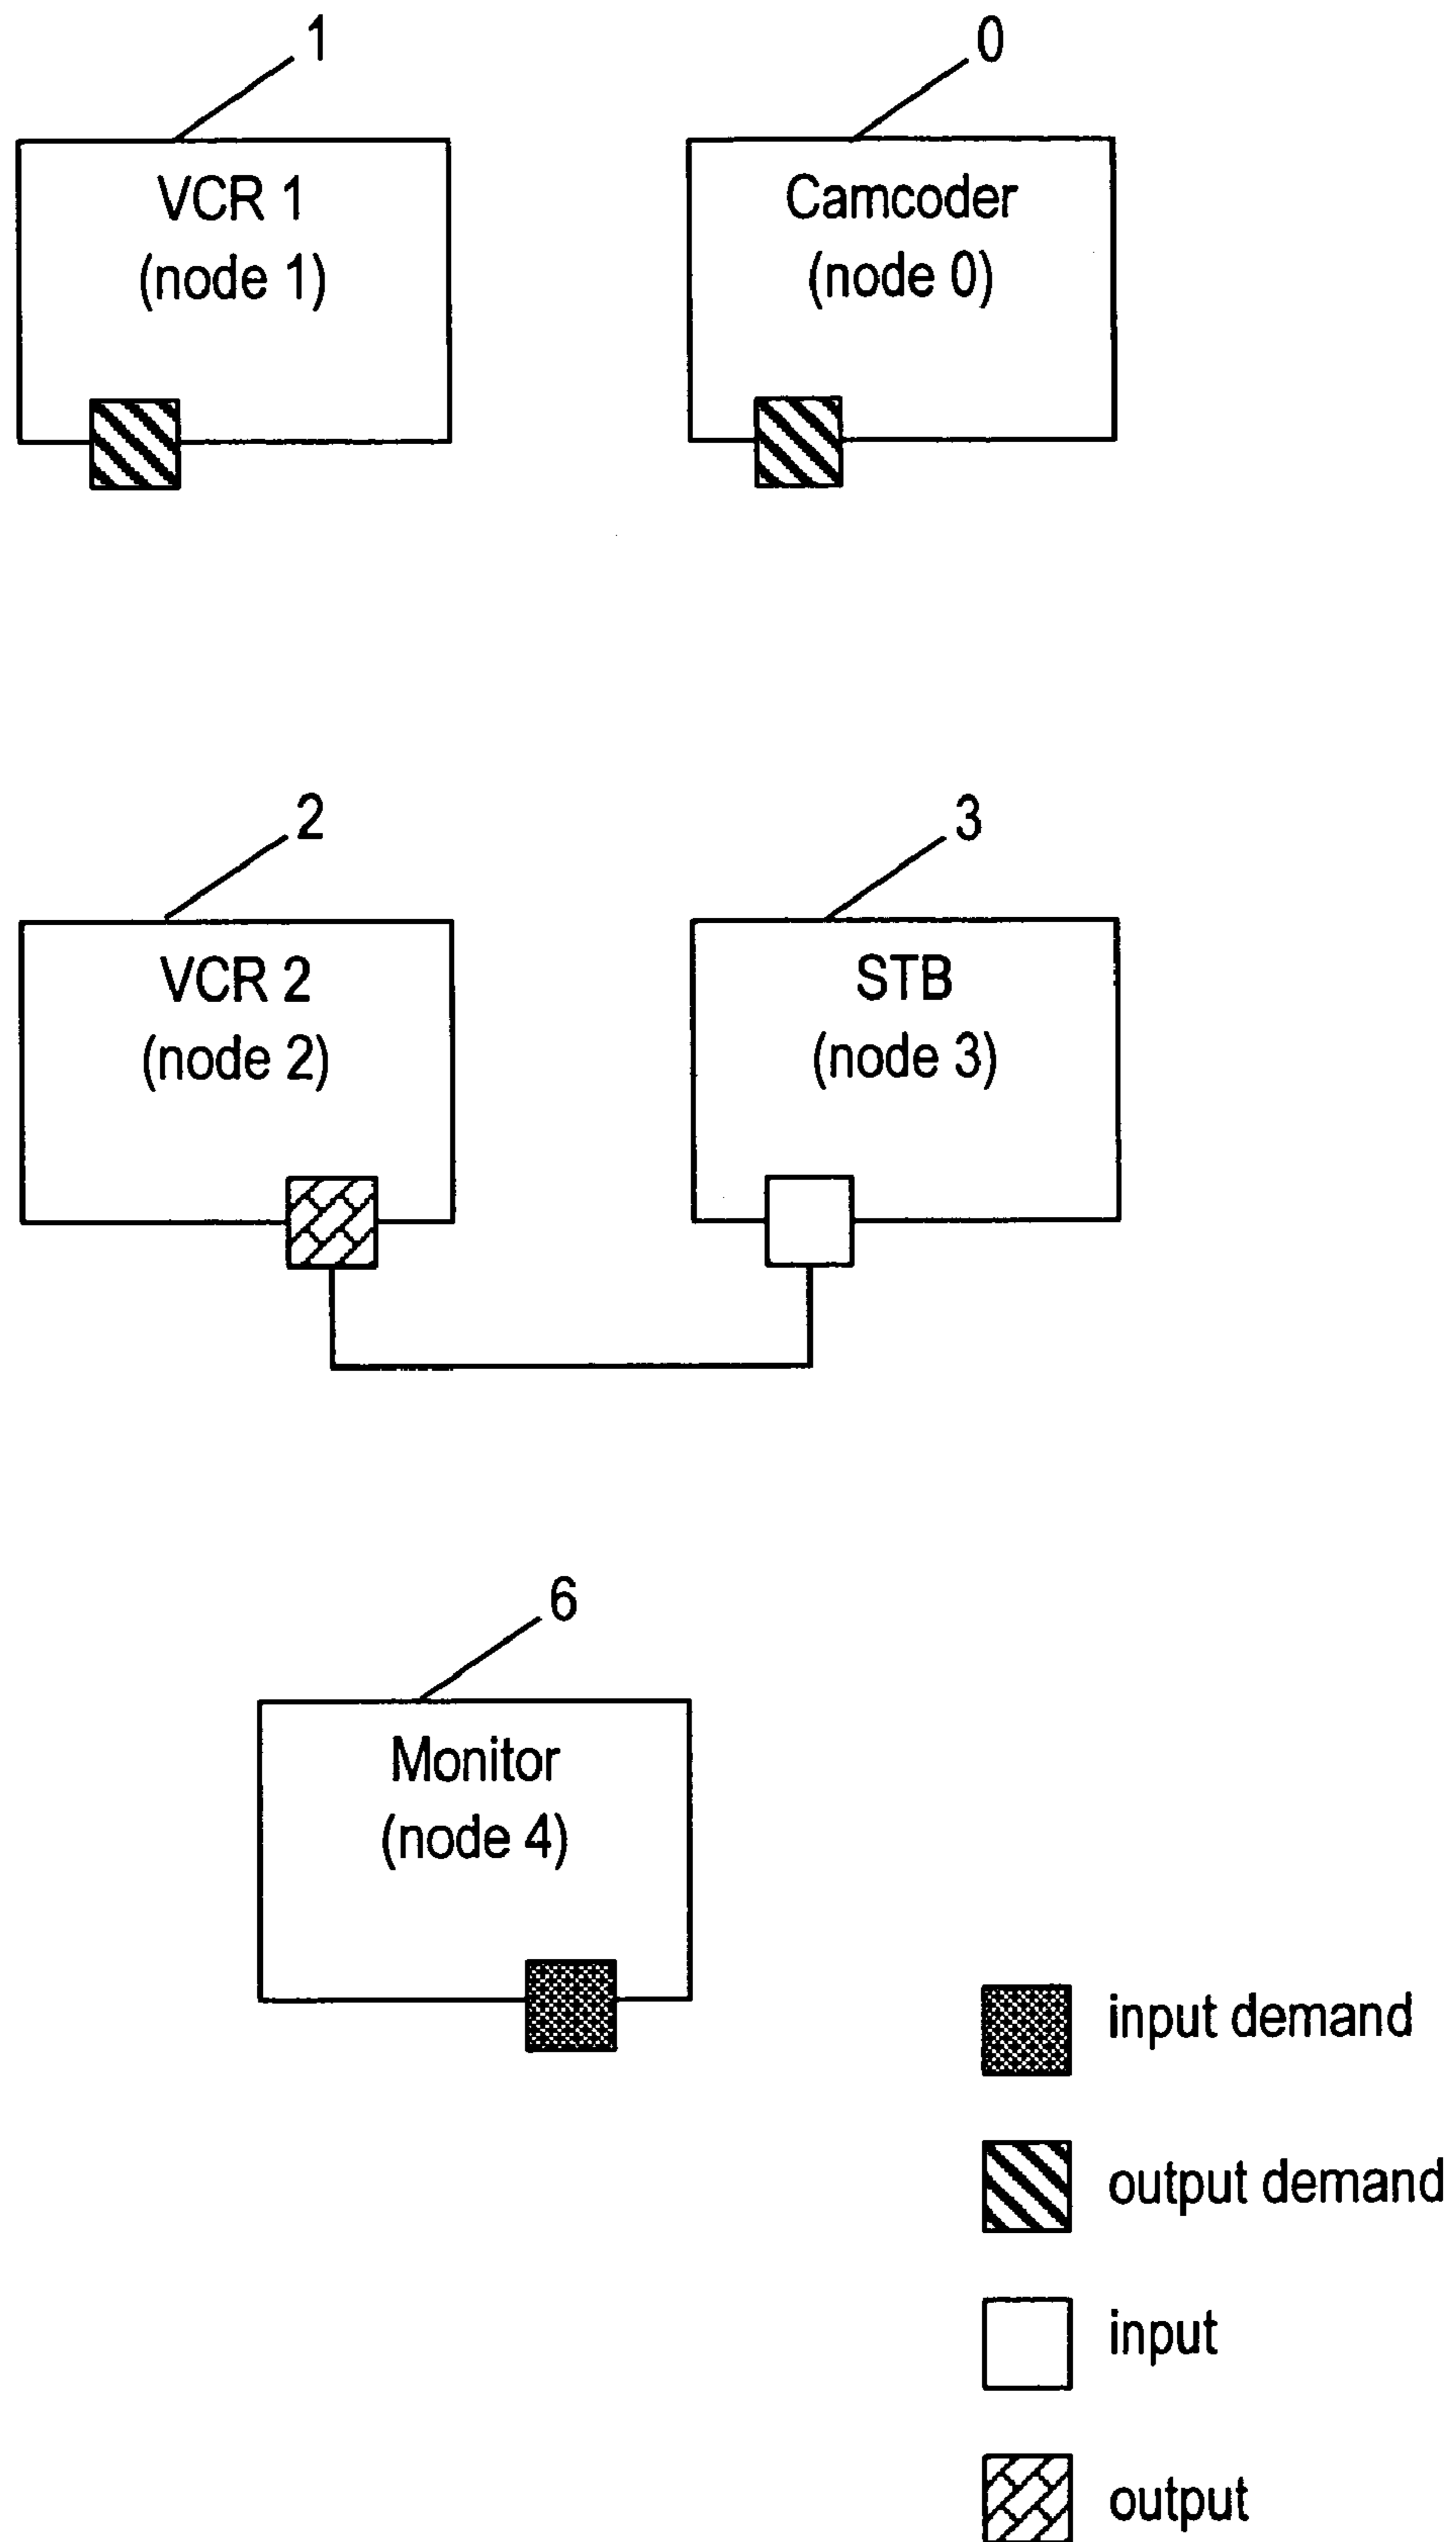 1
0
VCR 1
(node 1)
Camcoder
(node 0)
2
3
VCR 2
(node 2)
STB
(node 3)
6
Monitor
(node 4)
input demand
output demand
input
output